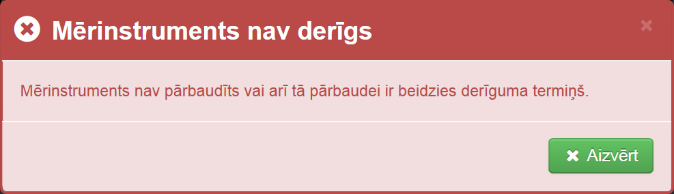 Mērinstruments nav derīgs
Mērinstruments nav pārbaudīts vai arī tā pārbaudei ir beidzies derīguma termiņš.
Aizvērt